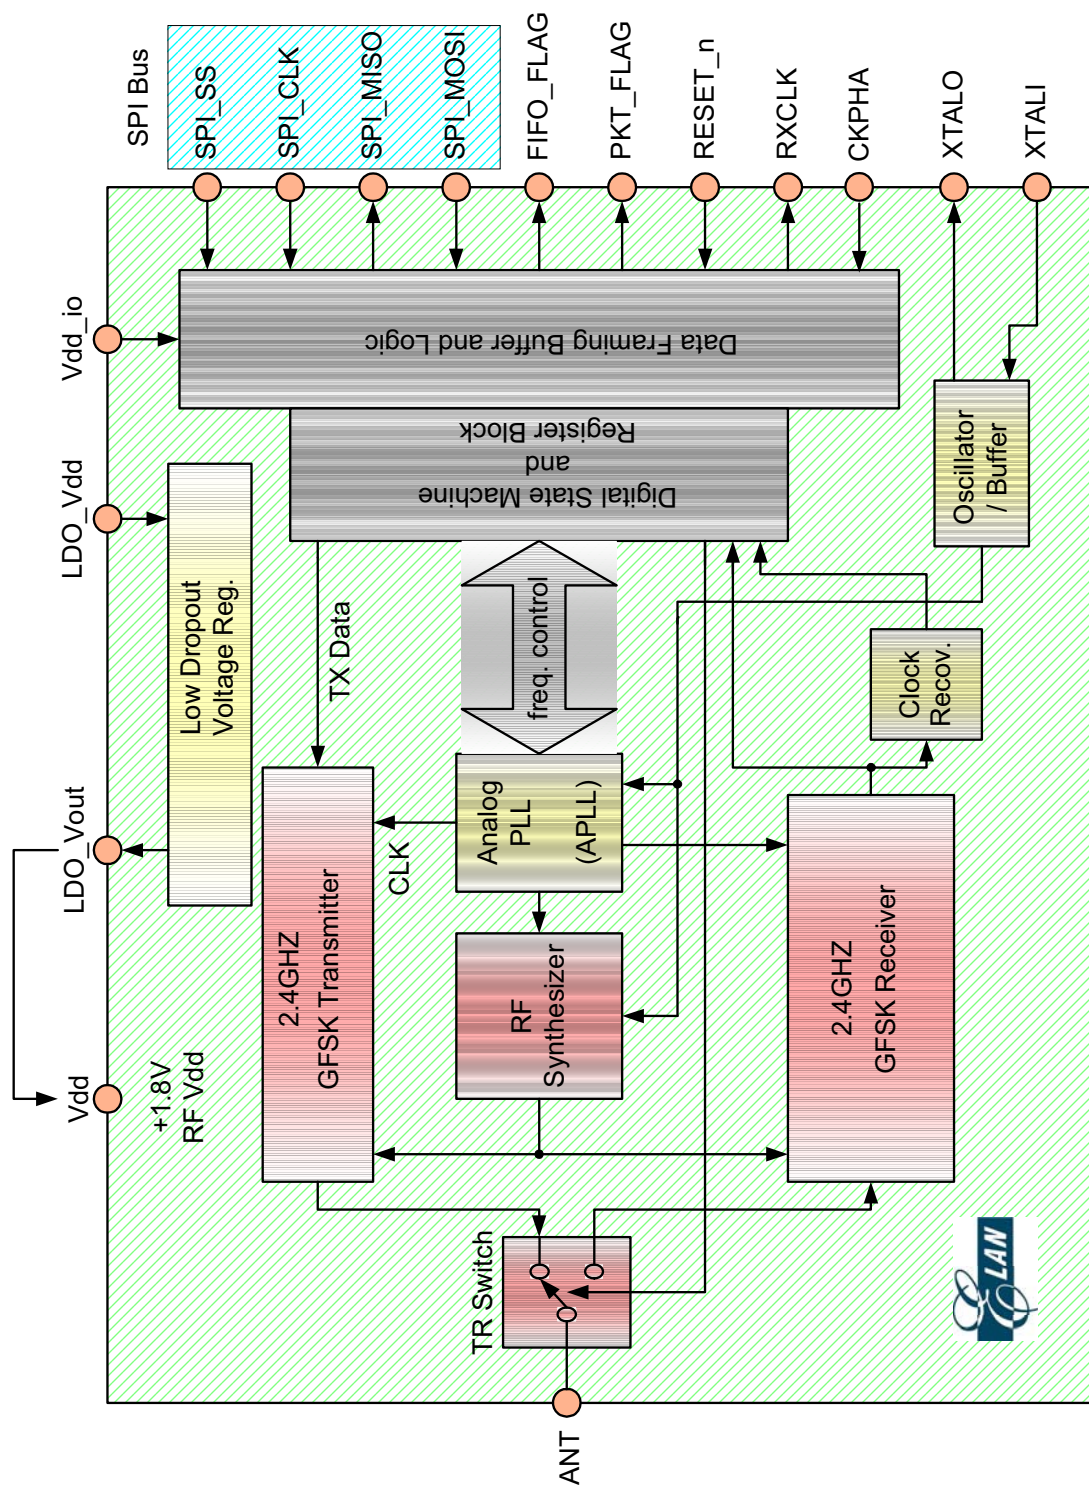 SPI Bus
SPI_SS
SPI_CLK
SPI_MISO
SPI_MOSI
FIFO_FLAG
PKT_FLAG
RESET_n
RXCLK
CKPHA
XTALO
XTALI
Vdd_io
LDO_Vdd
LDO_Vout
Vdd
+1.8V
RF Vdd
Data Framing Buffer and Logic
Digital State Machine
and
Register Block
Low Dropout
Voltage Reg.
TX Data
freq. control
Oscillator
/ Buffer
Clock
Recov.
2.4GHZ
GFSK Transmitter
CLK
Analog
PLL
(APLL)
RF
Synthesizer
2.4GHZ
GFSK Receiver
TR Switch
ANT
ELAN